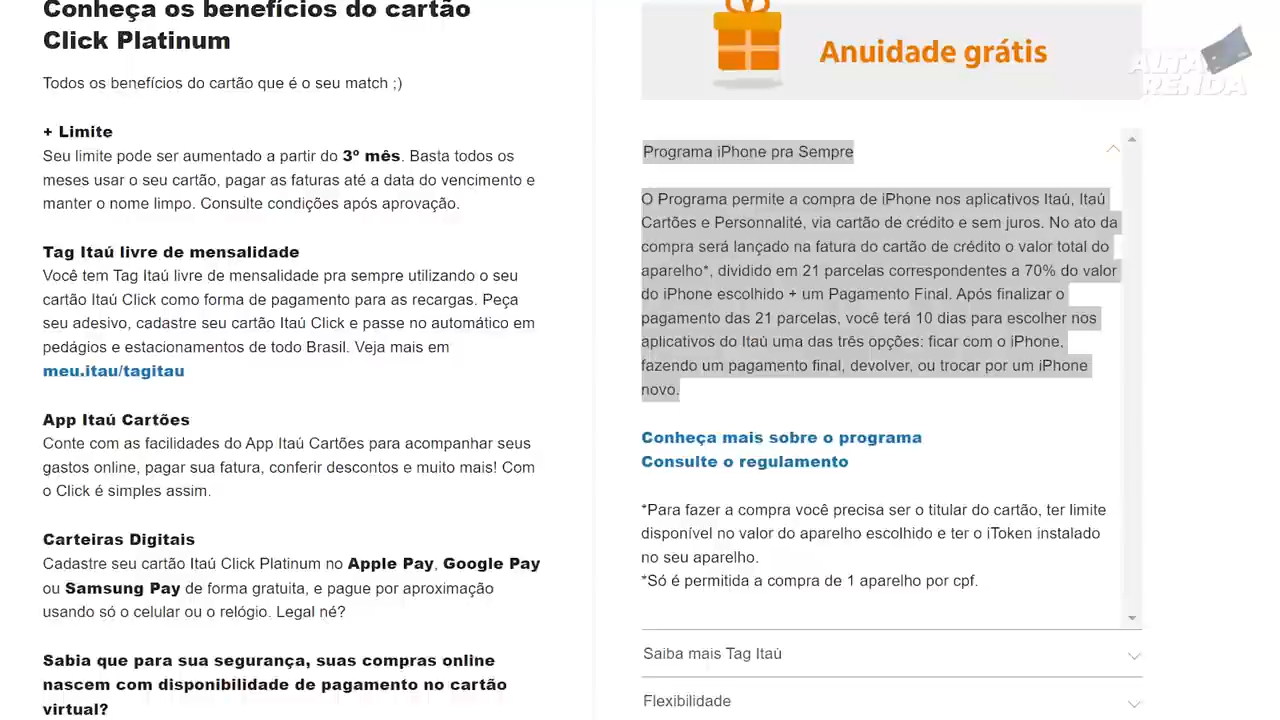 Conheça os benefícios do cartão
Click Platinum
Todos os benefícios do cartão que é o seu match ;)
+ Limite
Seu limite pode ser aumentado a partir do 3º mês. Basta todos os
meses usar o seu cartão, pagar as faturas até a data do vencimento e
manter o nome limpo. Consulte condições após aprovação.
Tag Itaú livre de mensalidade
Você tem Tag Itaú livre de mensalidade pra sempre utilizando o seu
cartão Itaú Click como forma de pagamento para as recargas. Peça
seu adesivo, cadastre seu cartão Itaú Click e passe no automático em
pedágios e estacionamentos de todo Brasil. Veja mais em
meu.itau/tagitau
App Itaú Cartões
Conte com as facilidades do App Itaú Cartões para acompanhar seus
gastos online, pagar sua fatura, conferir descontos e muito mais! Com
o Click é simples assim.
Carteiras Digitais
Cadastre seu cartão Itaú Click Platinum no Apple Pay, Google Pay
ou Samsung Pay de forma gratuita, e pague por aproximação
usando só o celular ou o relógio. Legal né?
Sabia que para sua segurança, suas compras online
nascem com disponibilidade de pagamento no cartão
virtual?
Anuidade grátis
ALTA
RENDA
Programa iPhone pra Sempre
O Programa permite a compra de iPhone nos aplicativos Itaú, Itaú
Cartões e Personnalité, via cartão de crédito e sem juros. No ato da
compra será lançado na fatura do cartão de crédito o valor total do
aparelho*, dividido em 21 parcelas correspondentes a 70% do valor
do iPhone escolhido + um Pagamento Final. Após finalizar o
pagamento das 21 parcelas, você terá 10 dias para escolher nos
aplicativos do Itaú uma das três opções: ficar com o iPhone,
fazendo um pagamento final, devolver, ou trocar por um iPhone
novo.
Conheça mais sobre o programa
Consulte o regulamento
*Para fazer a compra você precisa ser o titular do cartão, ter limite
disponível no valor do aparelho escolhido e ter o iToken instalado
no seu aparelho.
*Só é permitida a compra de 1 aparelho por cpf.
Saiba mais Tag Itaú
Flexibilidade